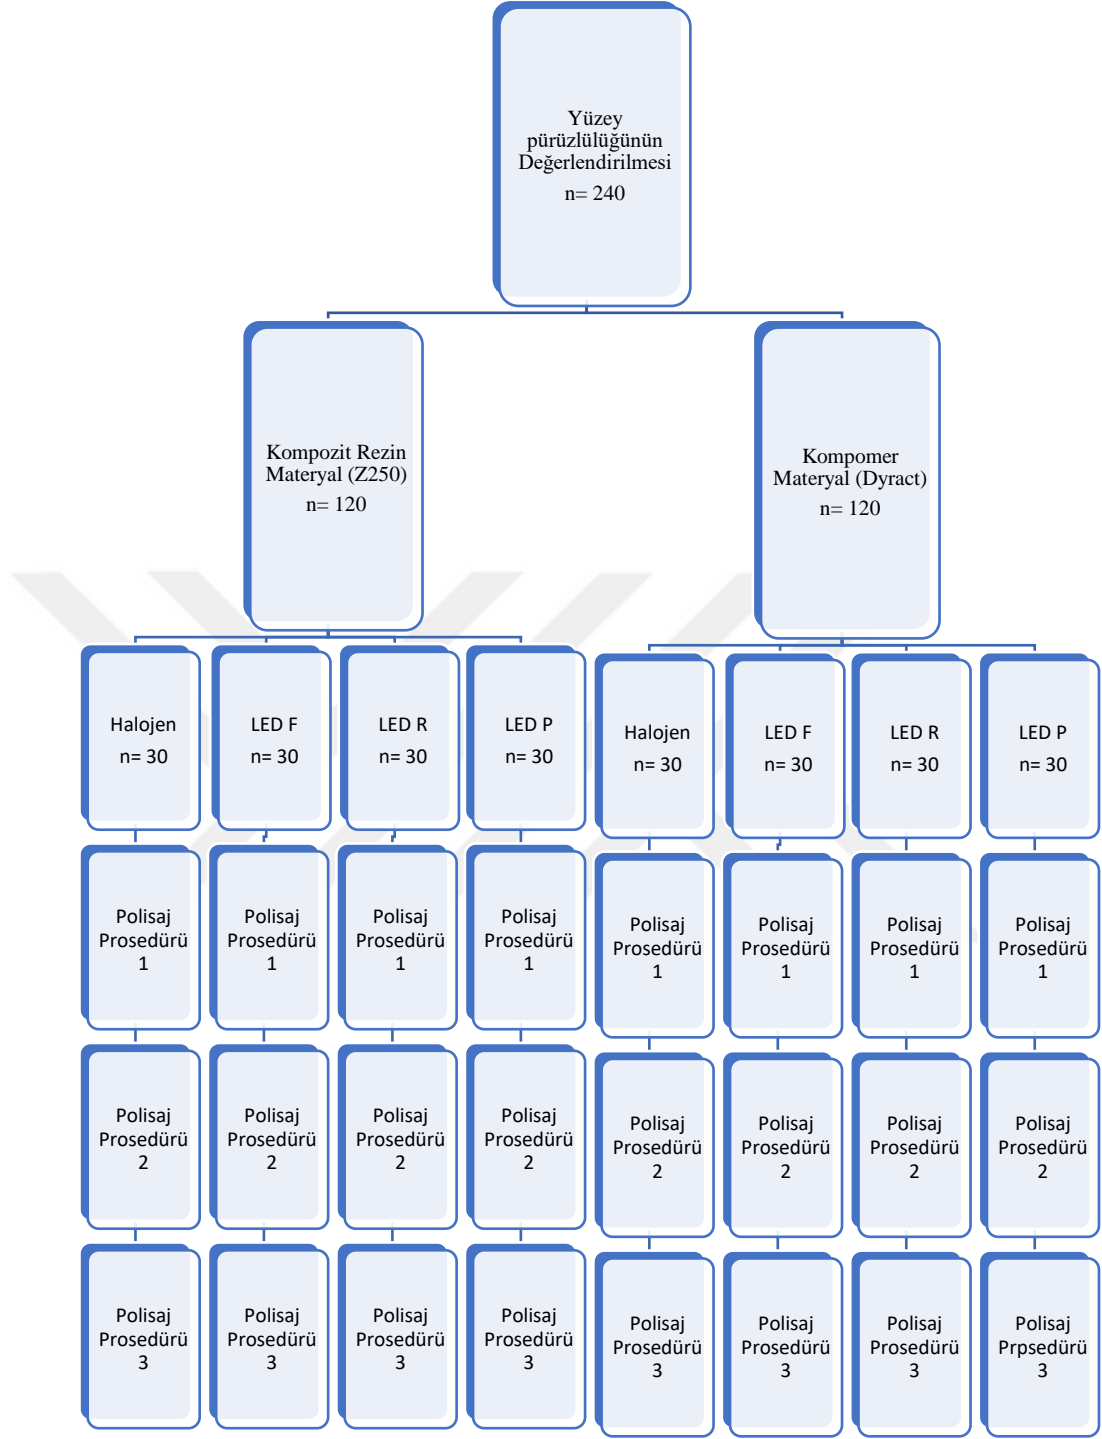 Yüzey
pürüzlülüğünün
Değerlendirilmesi
n= 240
Kompozit Rezin
Materyal (Z250)
n= 120
Kompomer
Materyal (Dyract)
n= 120
Halojen
n= 30
LED F
n= 30
LED R
n= 30
LED P
n= 30
Halojen
n= 30
LED F
n= 30
LED R
n= 30
LED P
n= 30
Polisaj
Prosedürü
1
Polisaj
Prosedürü
1
Polisaj
Prosedürü
1
Polisaj
Prosedürü
1
Polisaj
Prosedürü
1
Polisaj
Prosedürü
1
Polisaj
Prosedürü
1
Polisaj
Prosedürü
1
Polisaj
Prosedürü
2
Polisaj
Prosedürü
2
Polisaj
Prosedürü
2
Polisaj
Prosedürü
2
Polisaj
Prosedürü
2
Polisaj
Prosedürü
2
Polisaj
Prosedürü
2
Polisaj
Prosedürü
2
Polisaj
Prosedürü
3
Polisaj
Prosedürü
3
Polisaj
Prosedürü
3
Polisaj
Prosedürü
3
Polisaj
Prosedürü
3
Polisaj
Prosedürü
3
Polisaj
Prosedürü
3
Polisaj
Prpsedürü
3